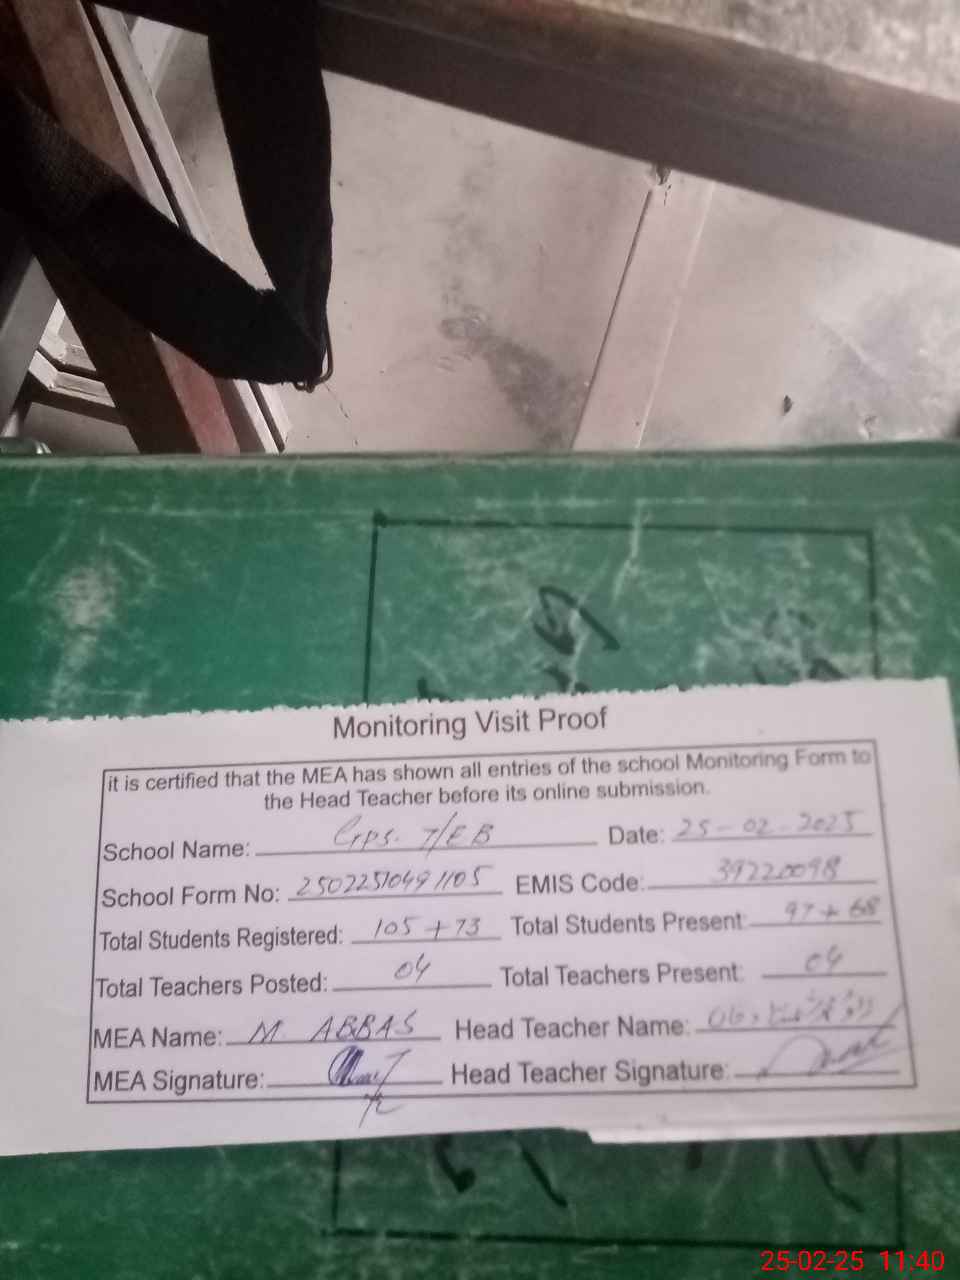 Monitoring Visit Proof
it is certified that the MEA has shown all entries of the school Monitoring Form to
the Head Teacher before its online submission.
School Name: GPS. 7/EB Date: 25-02-2025
School Form No: 25022510491105 EMIS Code: 39220098
Total Students Registered: 105 + 73 Total Students Present: 97 + 68
Total Teachers Posted: 04 Total Teachers Present: 04
MEA Name: M. ABBAS Head Teacher Name:
MEA Signature: Head Teacher Signature:
25-02-25 11:40